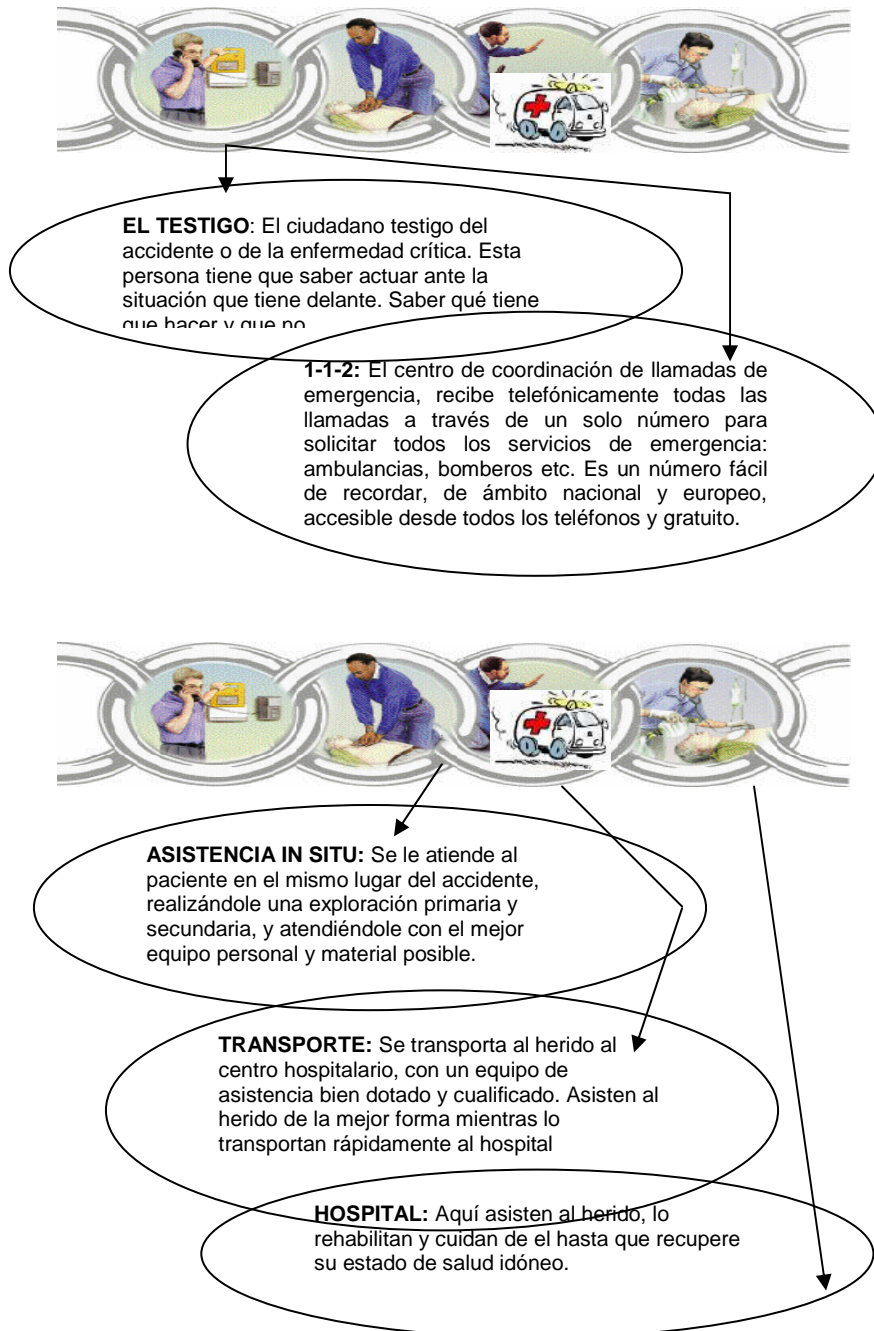 EL TESTIGO: El ciudadano testigo del
accidente o de la enfermedad crítica. Esta
persona tiene que saber actuar ante la
situación que tiene delante. Saber qué tiene
que hacer y que no
1-1-2: El centro de coordinación de llamadas de
emergencia, recibe telefónicamente todas las
llamadas a través de un solo número para
solicitar todos los servicios de emergencia:
ambulancias, bomberos etc. Es un número fácil
de recordar, de ámbito nacional y europeo,
accesible desde todos los teléfonos y gratuito.
ASISTENCIA IN SITU: Se le atiende al
paciente en el mismo lugar del accidente,
realizándole una exploración primaria y
secundaria, y atendiéndole con el mejor
equipo personal y material posible.
TRANSPORTE: Se transporta al herido al
centro hospitalario, con un equipo de
asistencia bien dotado y cualificado. Asisten al
herido de la mejor forma mientras lo
transportan rápidamente al hospital
HOSPITAL: Aquí asisten al herido, lo
rehabilitan y cuidan de el hasta que recupere
su estado de salud idóneo.